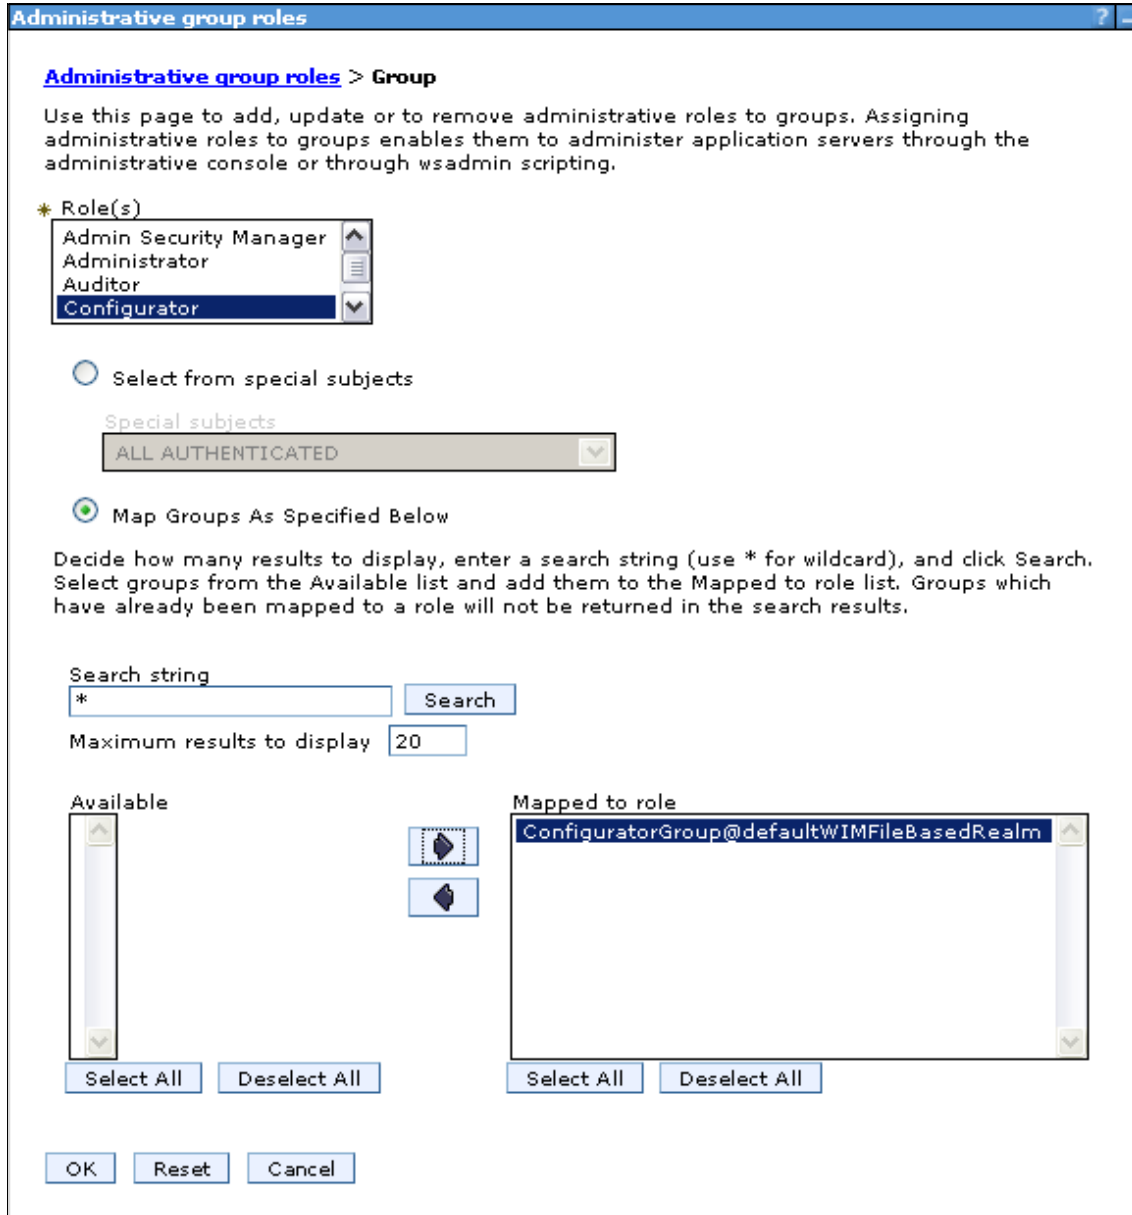 Administrative group roles ? –
Administrative group roles > Group
Use this page to add, update or to remove administrative roles to groups. Assigning
administrative roles to groups enables them to administer application servers through the
administrative console or through wsadmin scripting.
* Role(s)
Admin Security Manager
Administrator
Auditor
Configurator
Select from special subjects
Special subjects
ALL AUTHENTICATED
Map Groups As Specified Below
Decide how many results to display, enter a search string (use * for wildcard), and click Search.
Select groups from the Available list and add them to the Mapped to role list. Groups which
have already been mapped to a role will not be returned in the search results.
Search string
* Search
Maximum results to display 20
Available Mapped to role
ConfiguratorGroup@defaultWIMFileBasedRealm
Select All Deselect All Select All Deselect All
OK Reset Cancel